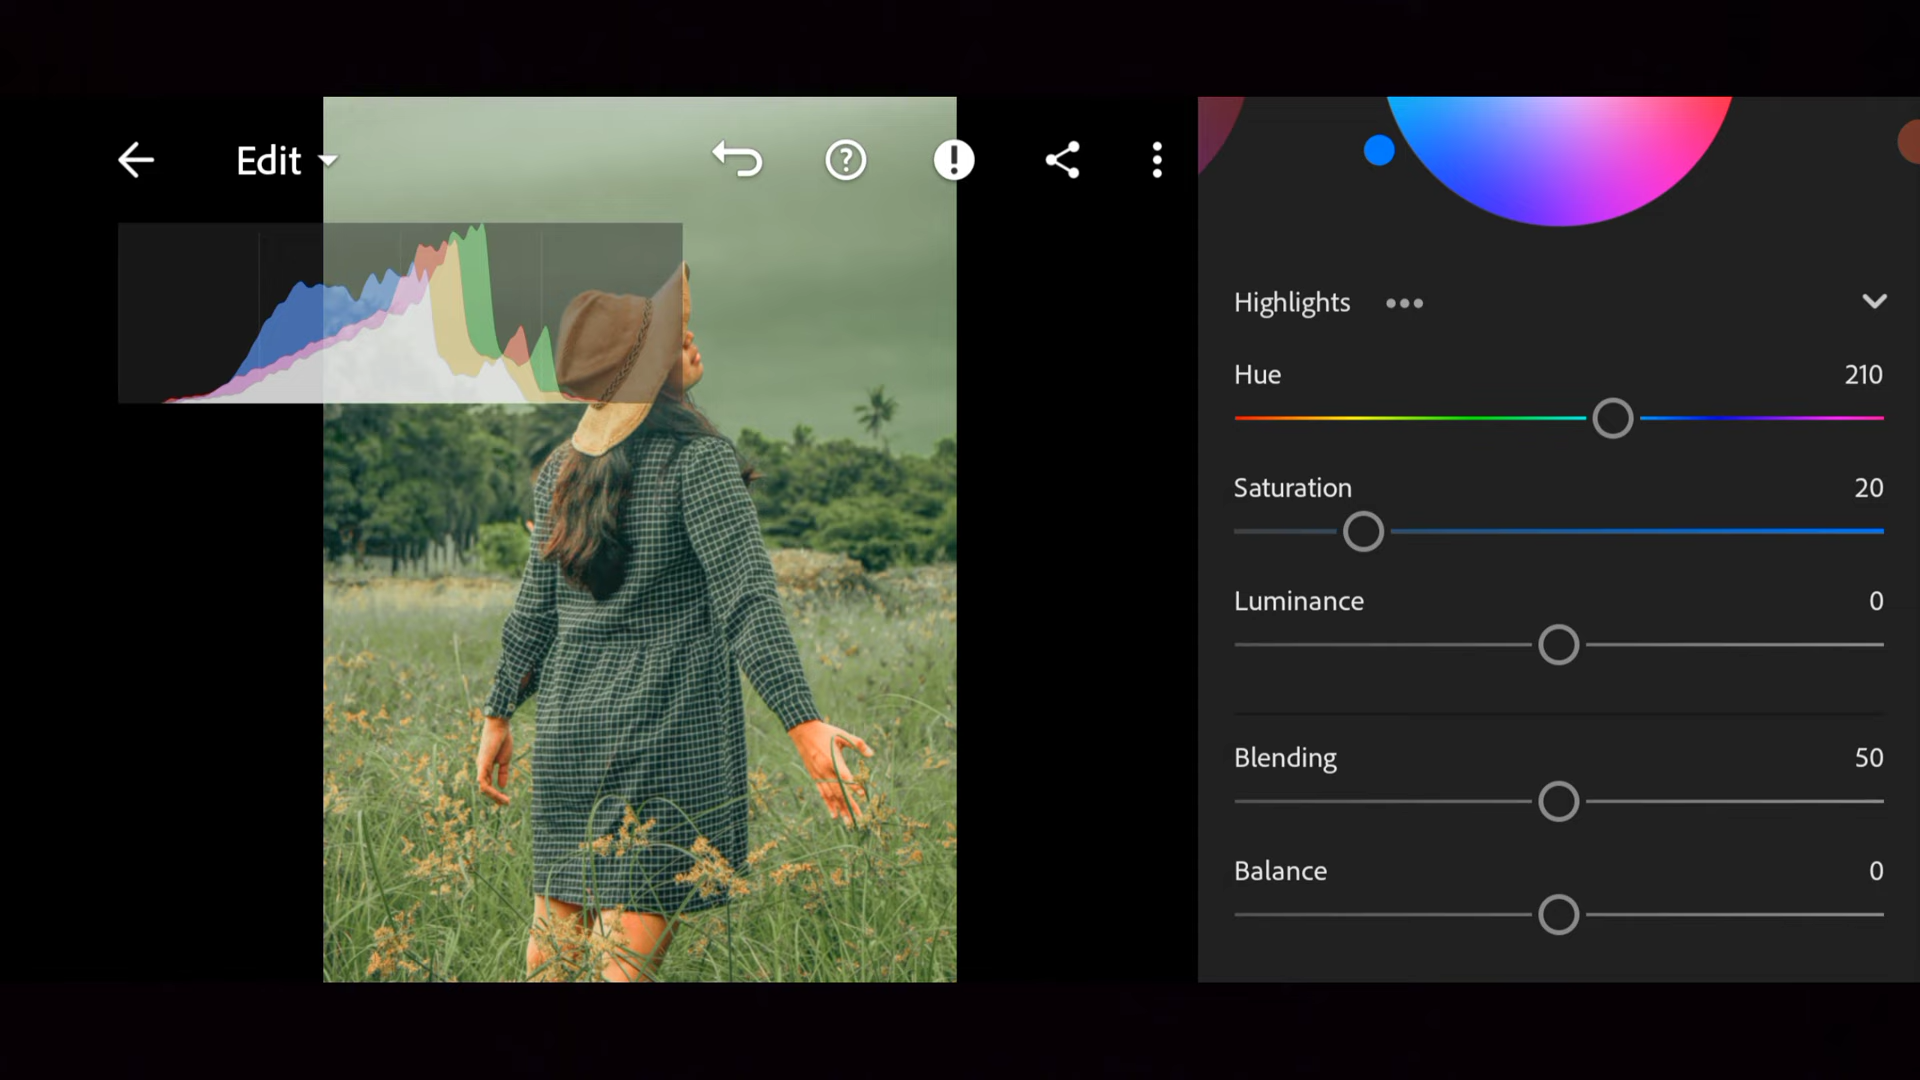 Edit
Highlights
Hue 210
Saturation 20
Luminance 0
Blending 50
Balance 0